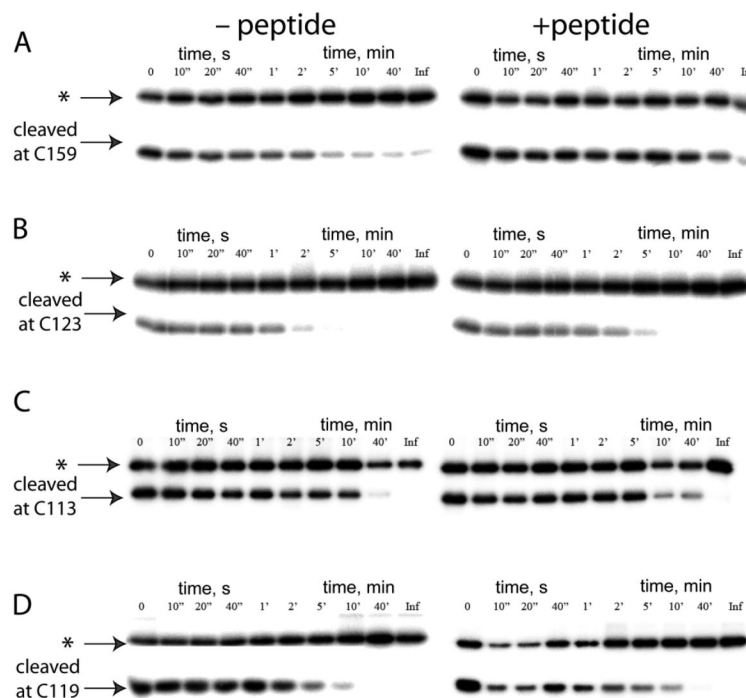 – peptide +peptide
A
time, s time, min time, s time, min
0 10” 20” 40” 1’ 2’ 5’ 10’ 40’ Inf 0 10” 20” 40” 1’ 2’ 5’ 10’ 40’
*
cleaved
at C159
B
time, s time, min time, s time, min
0 10” 20” 40” 1’ 2’ 5’ 10’ 40’ Inf 0 10” 20” 40” 1’ 2’ 5’ 10’ 40’ Inf
*
cleaved
at C123
C
time, s time, min time, s time, min
0 10” 20” 40” 1’ 2’ 5’ 10’ 40’ Inf 0 10” 20” 40” 1’ 2’ 5’ 10’ 40’ Inf
*
cleaved
at C113
D
time, s time, min time, s time, min
0 10” 20” 40” 1’ 2’ 5’ 10’ 40’ Inf 0 10” 20” 40” 1’ 2’ 5’ 10’ 40’ Inf
*
cleaved
at C119